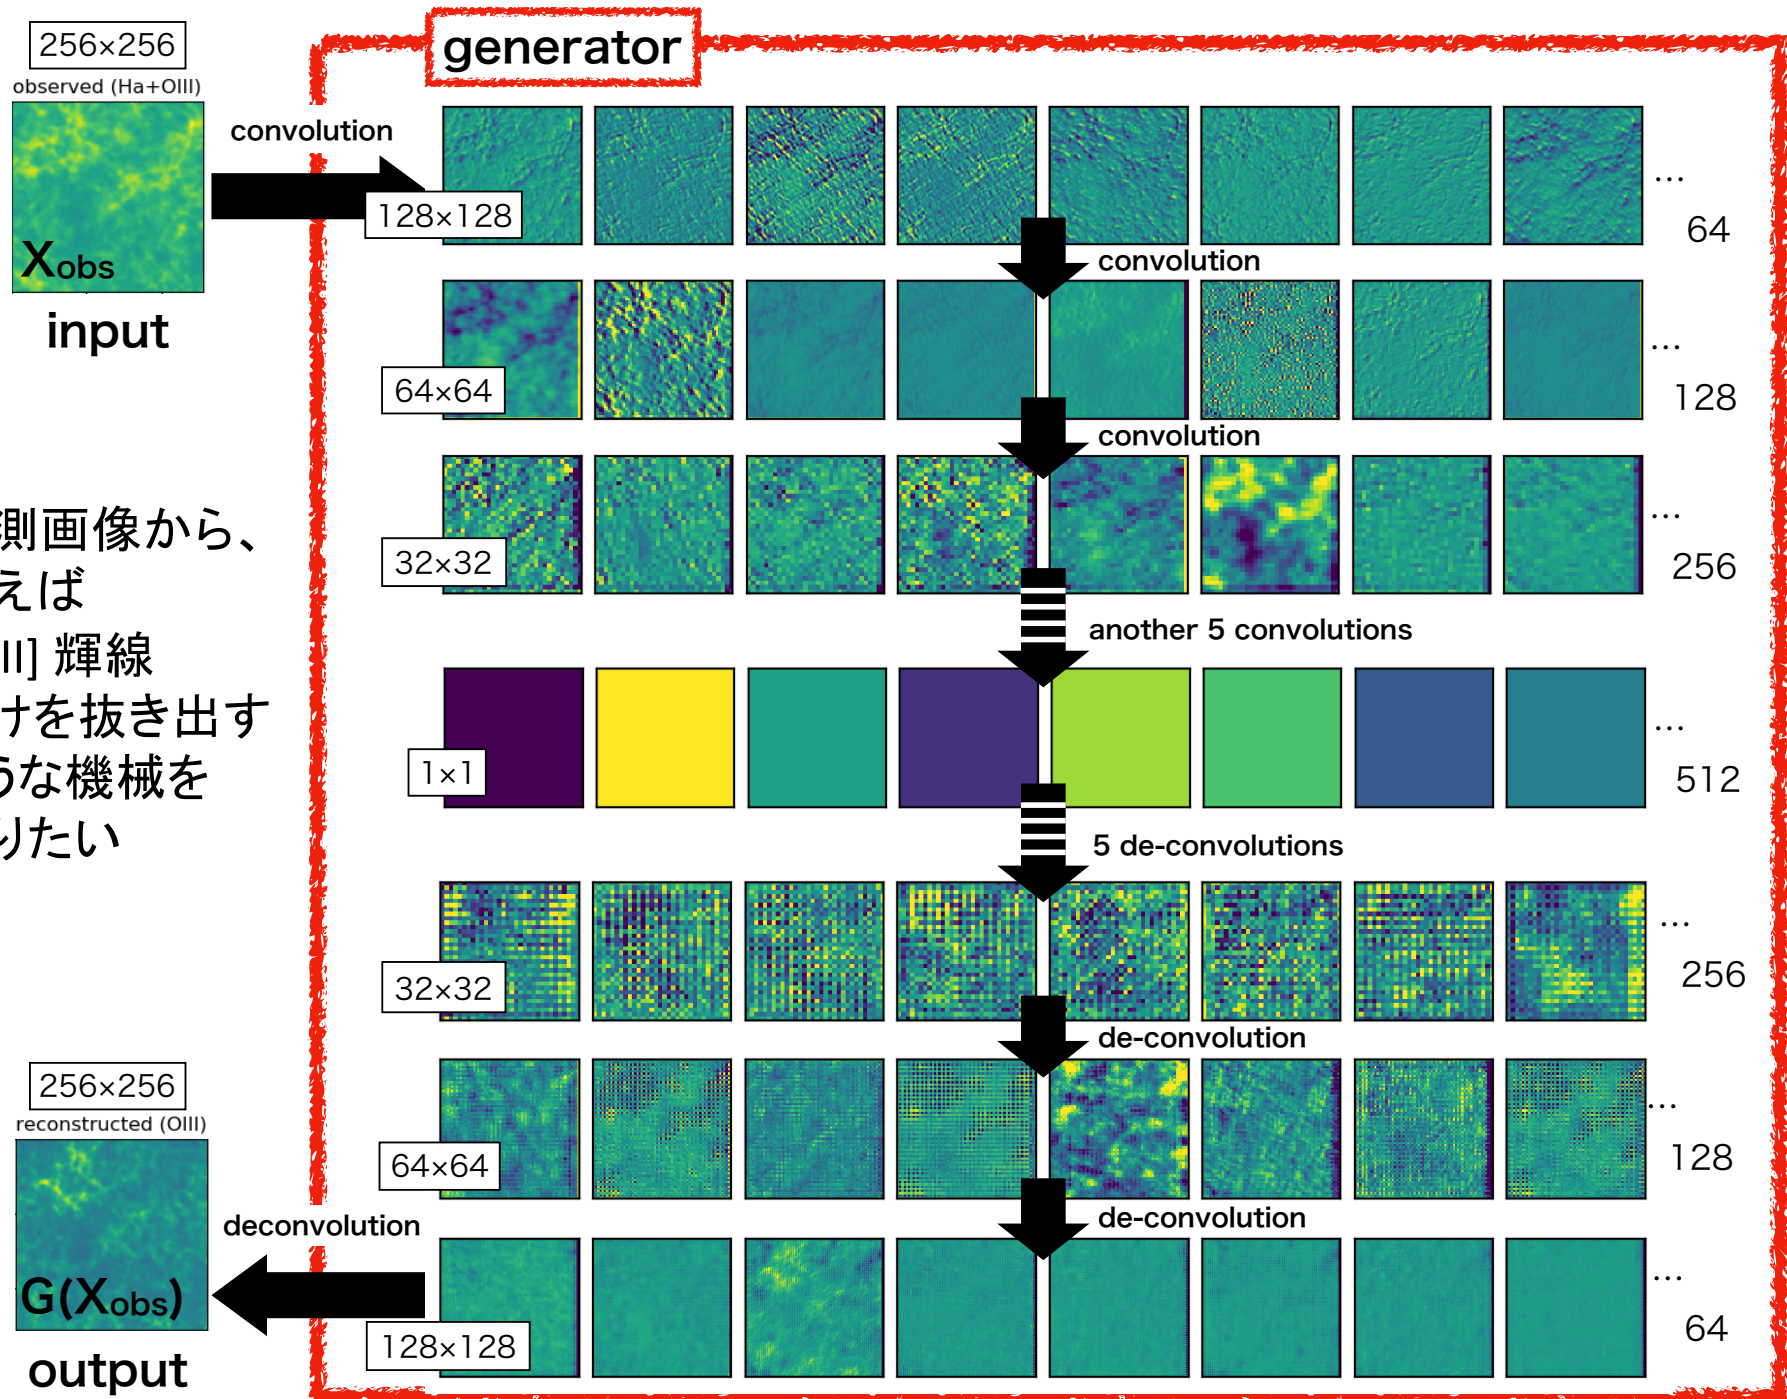 256×256
observed (Ha+OIII)
Xobs
input
generator
convolution
128×128
...
64
convolution
64×64
...
128
convolution
32×32
...
256
another 5 convolutions
1×1
...
512
5 de-convolutions
32×32
...
256
de-convolution
64×64
...
128
de-convolution
128×128
...
64
測画像から、
えば
II] 輝線
けを抜き出す
うな機械を
りたい
256×256
reconstructed (OIII)
G(Xobs)
output
deconvolution